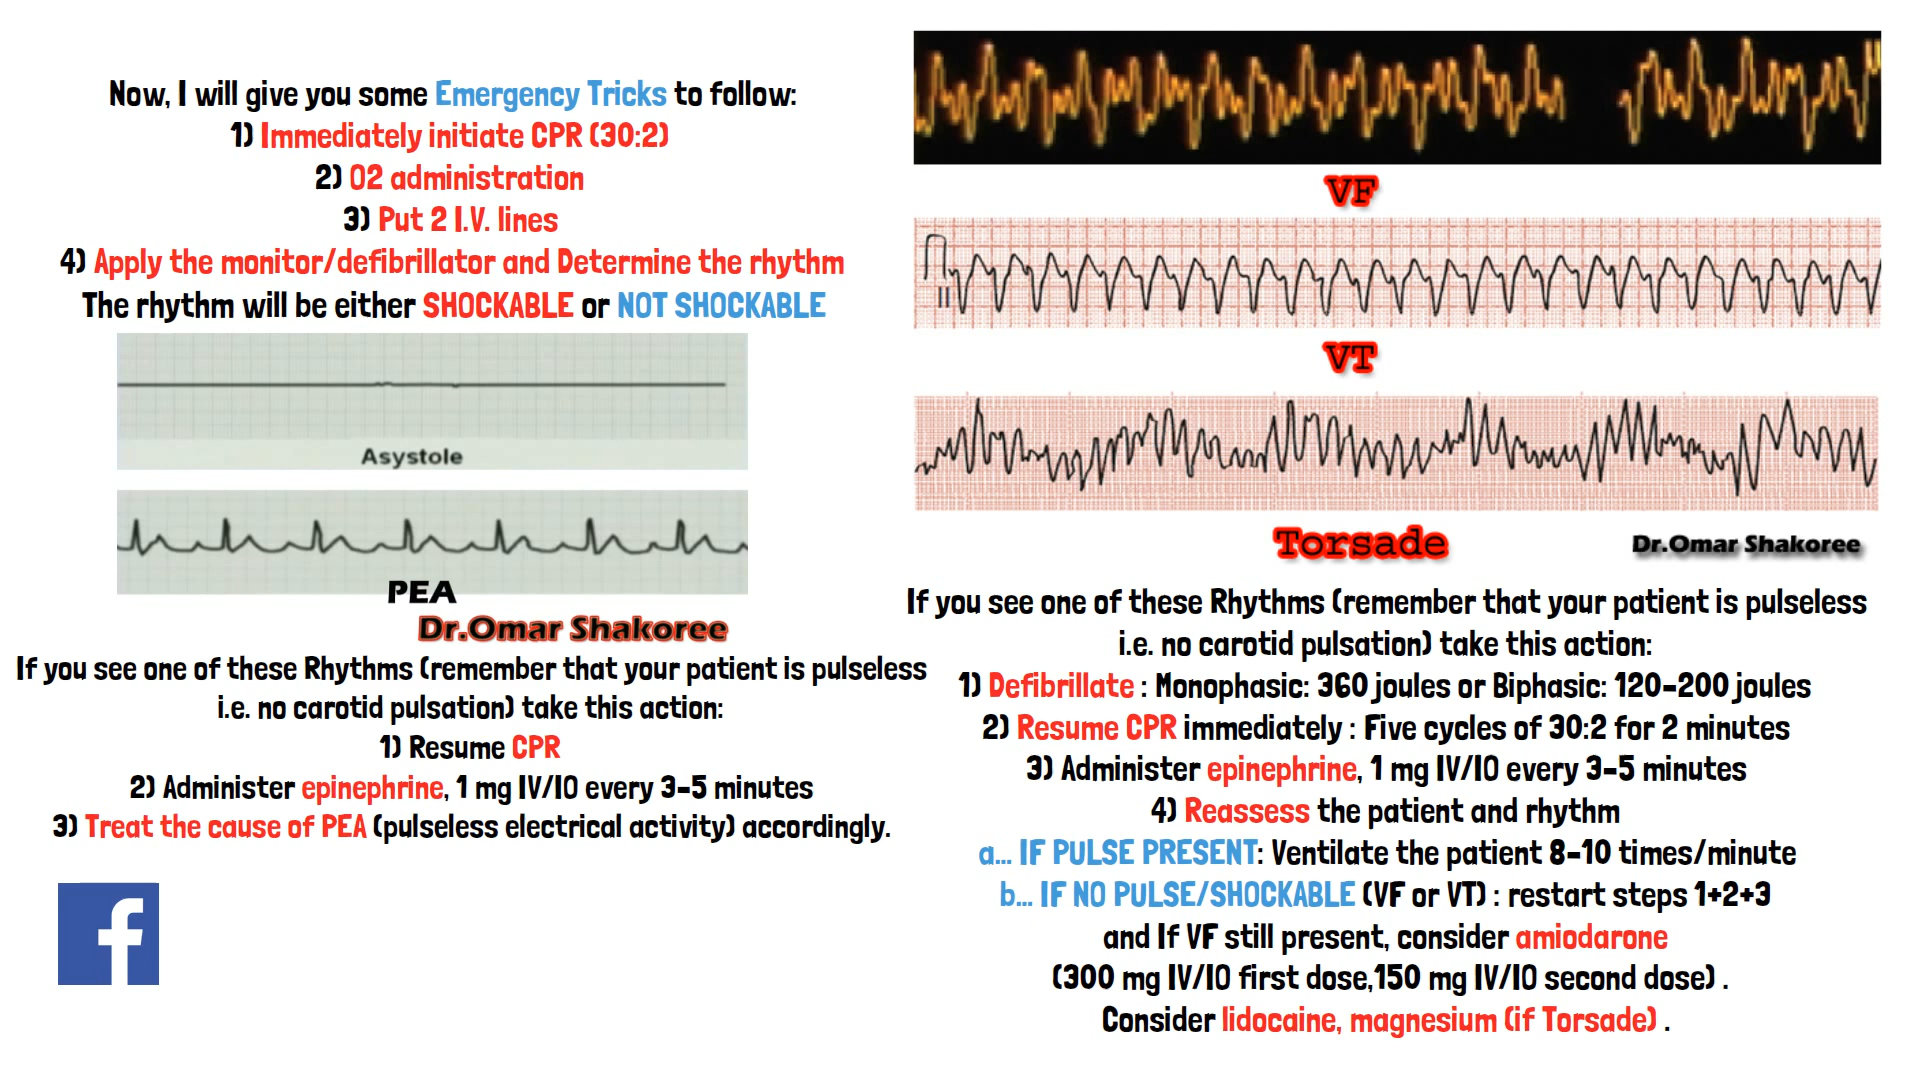 Now, I will give you some Emergency Tricks to follow:
1) Immediately initiate CPR (30:2)
2) O2 administration
3) Put 2 I.V. lines
4) Apply the monitor/defibrillator and Determine the rhythm
The rhythm will be either SHOCKABLE or NOT SHOCKABLE
Asystole
PEA
Dr.Omar Shakoree
If you see one of these Rhythms (remember that your patient is pulseless
i.e. no carotid pulsation) take this action:
1) Resume CPR
2) Administer epinephrine, 1 mg IV/IO every 3-5 minutes
3) Treat the cause of PEA (pulseless electrical activity) accordingly.
f
VF
II
VT
Torsade
Dr.Omar Shakoree
If you see one of these Rhythms (remember that your patient is pulseless
i.e. no carotid pulsation) take this action:
1) Defibrillate : Monophasic: 360 joules or Biphasic: 120-200 joules
2) Resume CPR immediately : Five cycles of 30:2 for 2 minutes
3) Administer epinephrine, 1 mg IV/IO every 3-5 minutes
4) Reassess the patient and rhythm
a... IF PULSE PRESENT: Ventilate the patient 8-10 times/minute
b... IF NO PULSE/SHOCKABLE (VF or VT) : restart steps 1+2+3
and If VF still present, consider amiodarone
(300 mg IV/IO first dose,150 mg IV/IO second dose) .
Consider lidocaine, magnesium (if Torsade) .